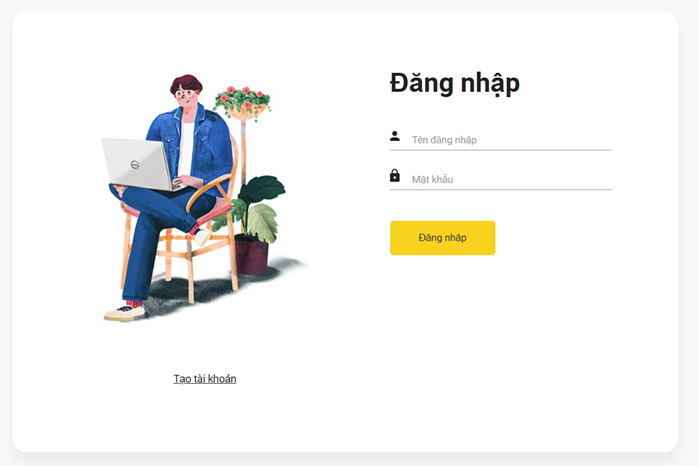 Đăng nhập
Tên đăng nhập
Mật khẩu
Đăng nhập
Tạo tài khoản